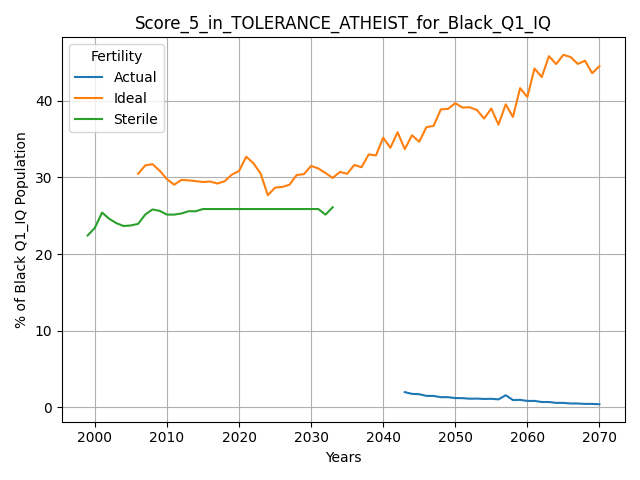 Score_5_in_TOLERANCE_ATHEIST_for_Black_Q1_IQ
Fertility
Actual
Ideal
Sterile
% of Black Q1_IQ Population
40
30
20
10
0
2000 2010 2020 2030 2040 2050 2060 2070
Years